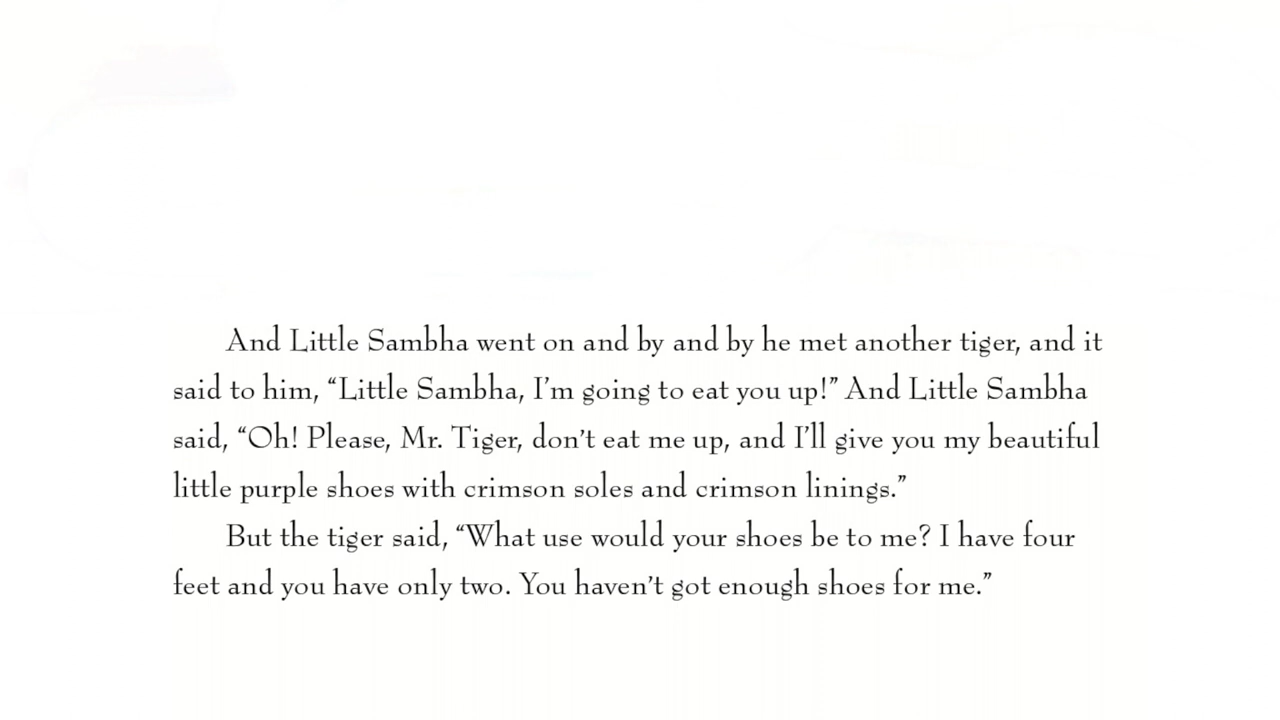 And Little Sambha went on and by and by he met another tiger, and it
said to him, “Little Sambha, I’m going to eat you up!” And Little Sambha
said, “Oh! Please, Mr. Tiger, don’t eat me up, and I’ll give you my beautiful
little purple shoes with crimson soles and crimson linings.”
But the tiger said, “What use would your shoes be to me? I have four
feet and you have only two. You haven’t got enough shoes for me.”